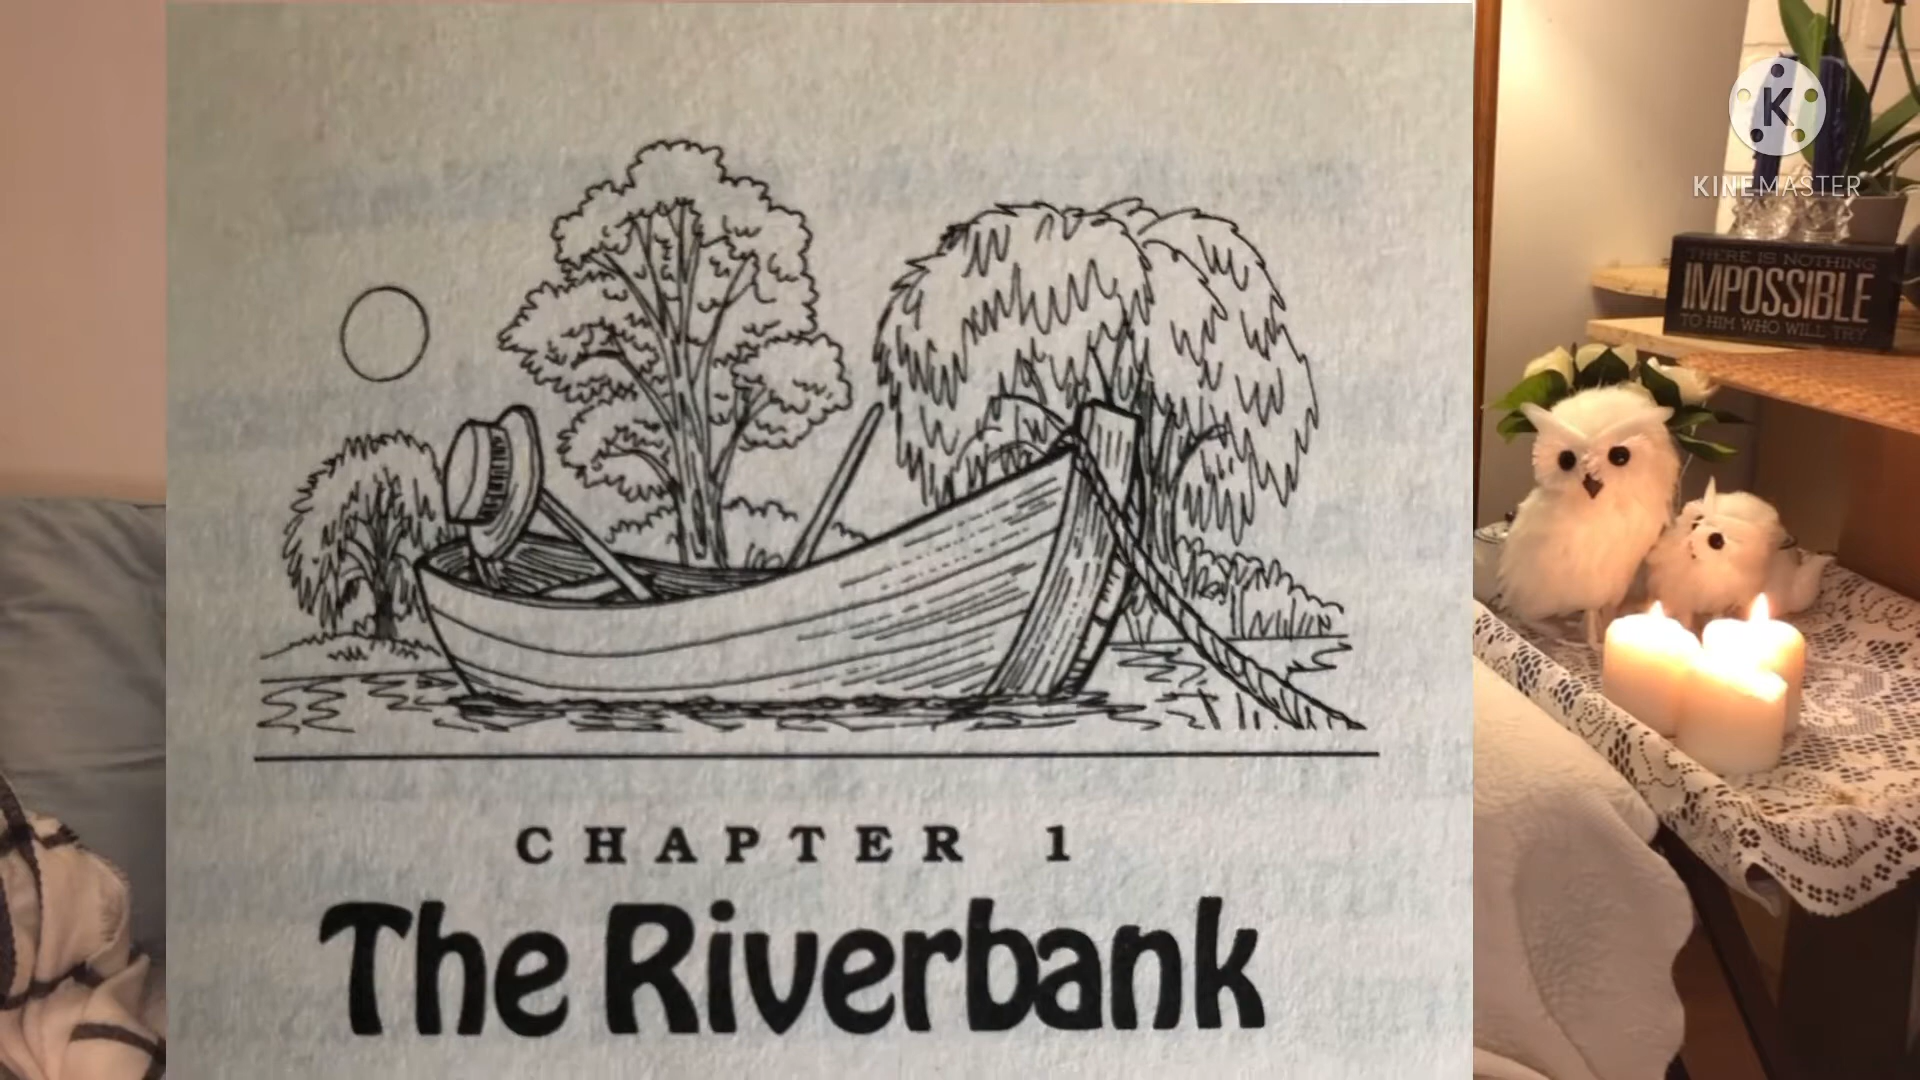 CHAPTER 1
The Riverbank
K
KINEMASTER
THERE IS NOTHING
IMPOSSIBLE
TO HIM WHO WILL TRY